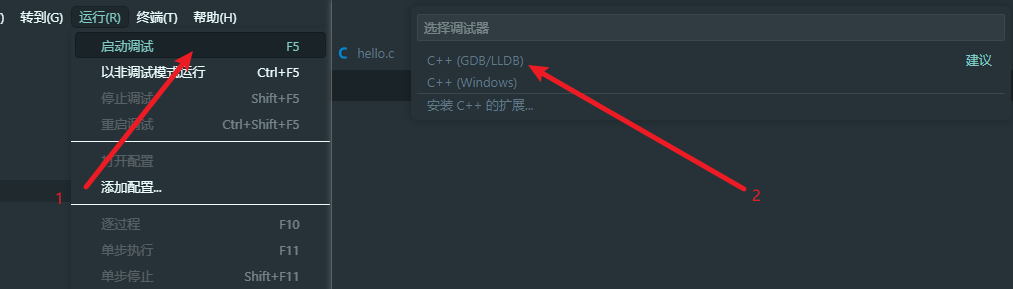 ) 转到(G) 运行(R) 终端(T) 帮助(H)
启动调试 F5
以非调试模式运行 Ctrl+F5
停止调试 Shift+F5
重启调试 Ctrl+Shift+F5
打开配置
添加配置...
逐过程 F10
单步执行 F11
单步停止 Shift+F11
1
选择调试器
C hello.c
C++ (GDB/LLDB) 建议
C++ (Windows)
安装 C++ 的扩展...
2